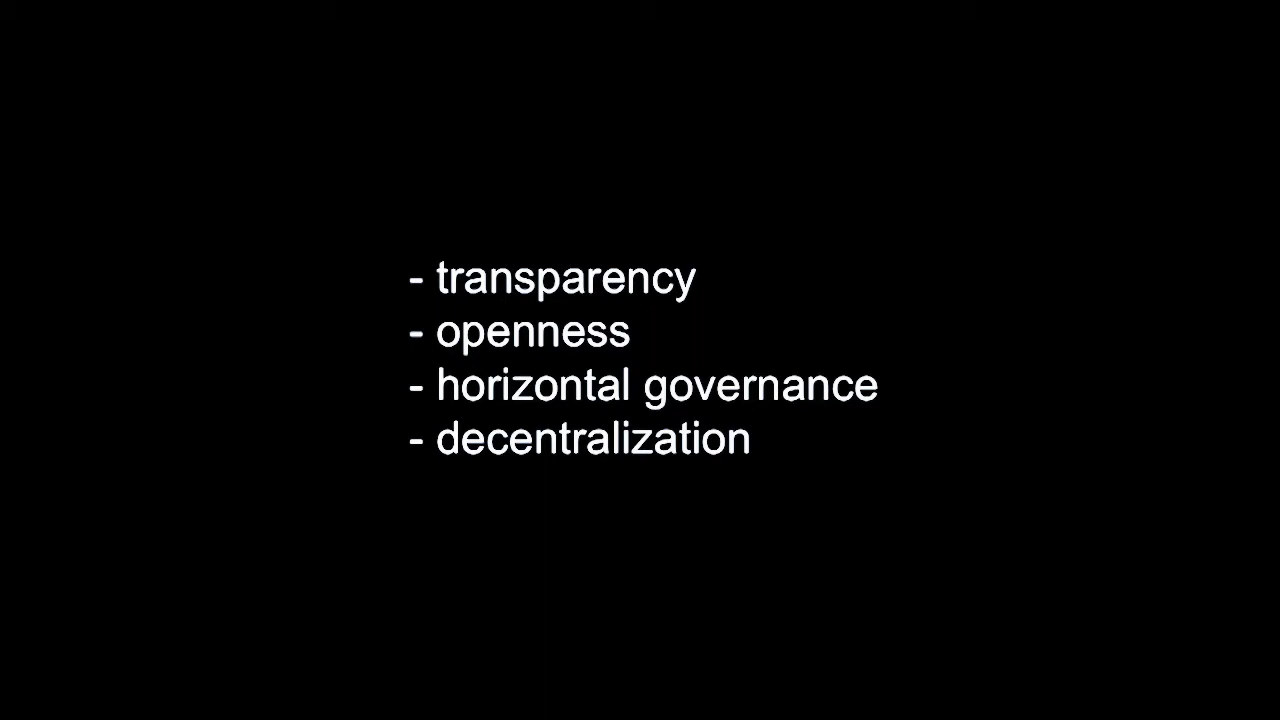 - transparency
- openness
- horizontal governance
- decentralization